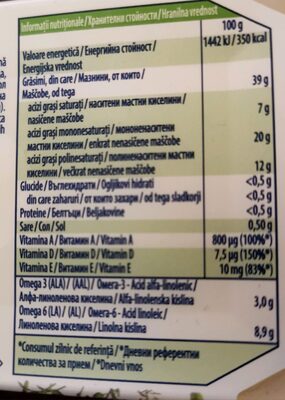 Informații nutriționale / Хранителни стойности / Hranilna vrednost
100 g
Valoare energetică / Енергийна стойност /
Energijska vrednost
1442 kJ / 350 kcal
Grăsimi, din care / Мазнини, от които /
Maščobe, od tega
39 g
acizi grași saturați / наситени мастни киселини /
nasičene maščobe
7 g
acizi grași mononesaturați / мононенаситени
мастни киселини / enkrat nenasičene maščobe
20 g
acizi grași polinesaturați / полиненаситени мастни
киселини / večkrat nenasičene maščobe
12 g
Glucide / Въглехидрати / Ogljikovi hidrati
<0,5 g
din care zaharuri / от които захари / od tega sladkorji
<0,5 g
Proteine / Белтъци / Beljakovine
<0,5 g
Sare / Сол / Sol
0,50 g
Vitamina A / Витамин A / Vitamin A
800 µg (100%*)
Vitamina D / Витамин D / Vitamin D
7,5 µg (150%*)
Vitamina E / Витамин E / Vitamin E
10 mg (83%*)
Omega 3 (ALA) / (АAL) / Омега-3 - Acid alfa-linolenic /
Алфа-линоленова киселина / Alfa-linolenska kislina
3,0 g
Omega 6 (LA) / (AL) / Омега-6 - Acid linoleic /
Линоленова киселина / Linolna kislina
8,9 g
*Consumul zilnic de referință / *Дневни референтни
количества за прием / *Dnevni vnos